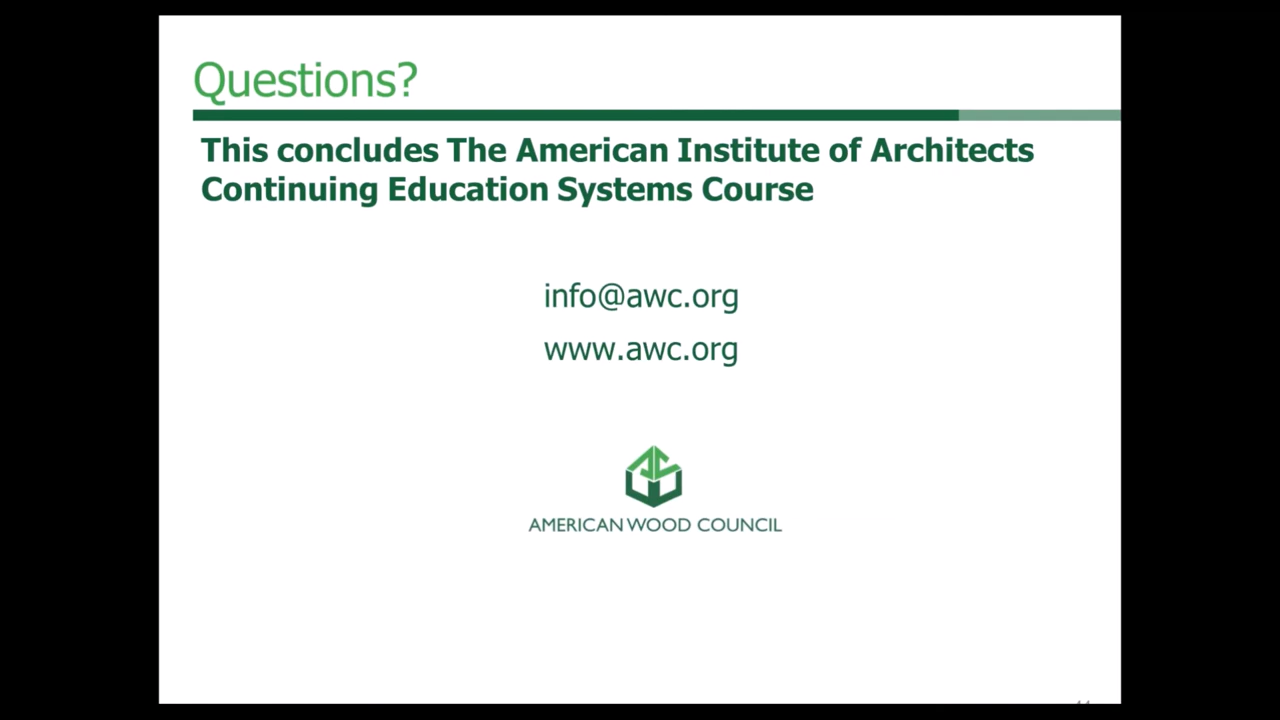 Questions?
This concludes The American Institute of Architects
Continuing Education Systems Course
info@awc.org
www.awc.org
AMERICAN WOOD COUNCIL